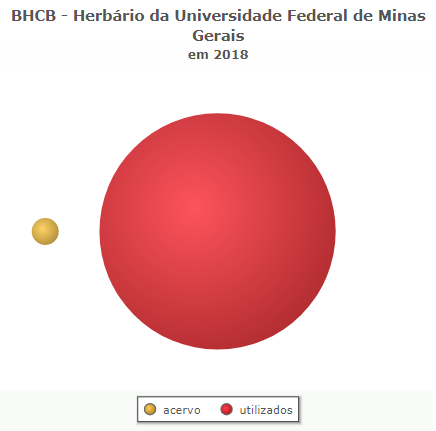 BHCB - Herbário da Universidade Federal de Minas
Gerais
em 2018
acervo
utilizados